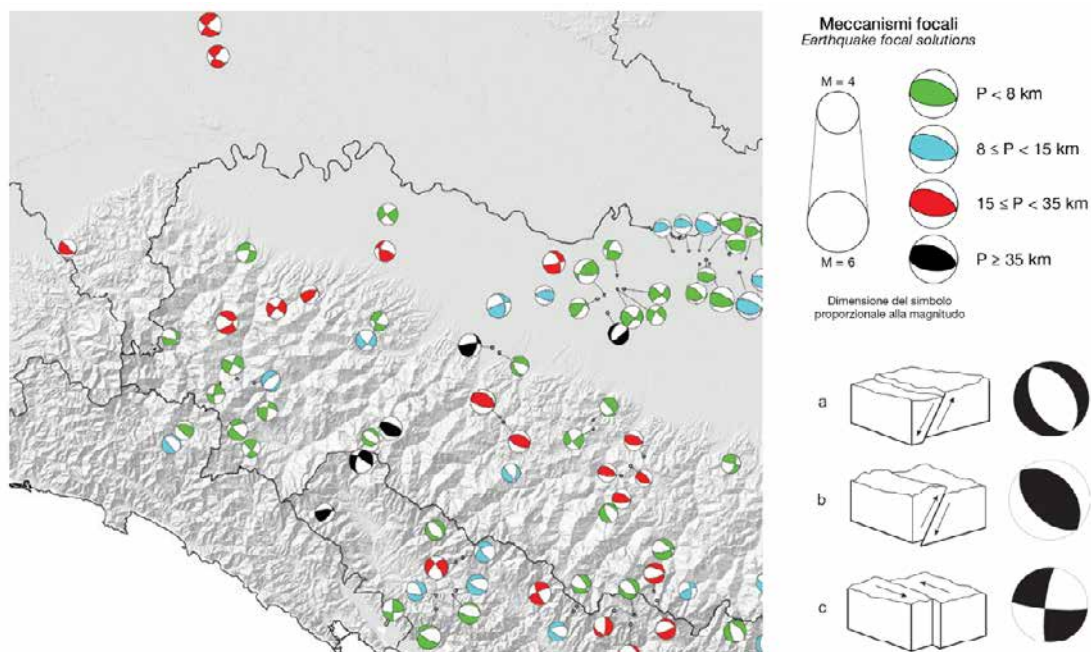 Meccanismi focali
Earthquake focal solutions
M = 4
P < 8 km
8 ≤ P < 15 km
15 ≤ P < 35 km
P ≥ 35 km
M = 6
Dimensione del simbolo
proporzionale alla magnitudo
a
b
c